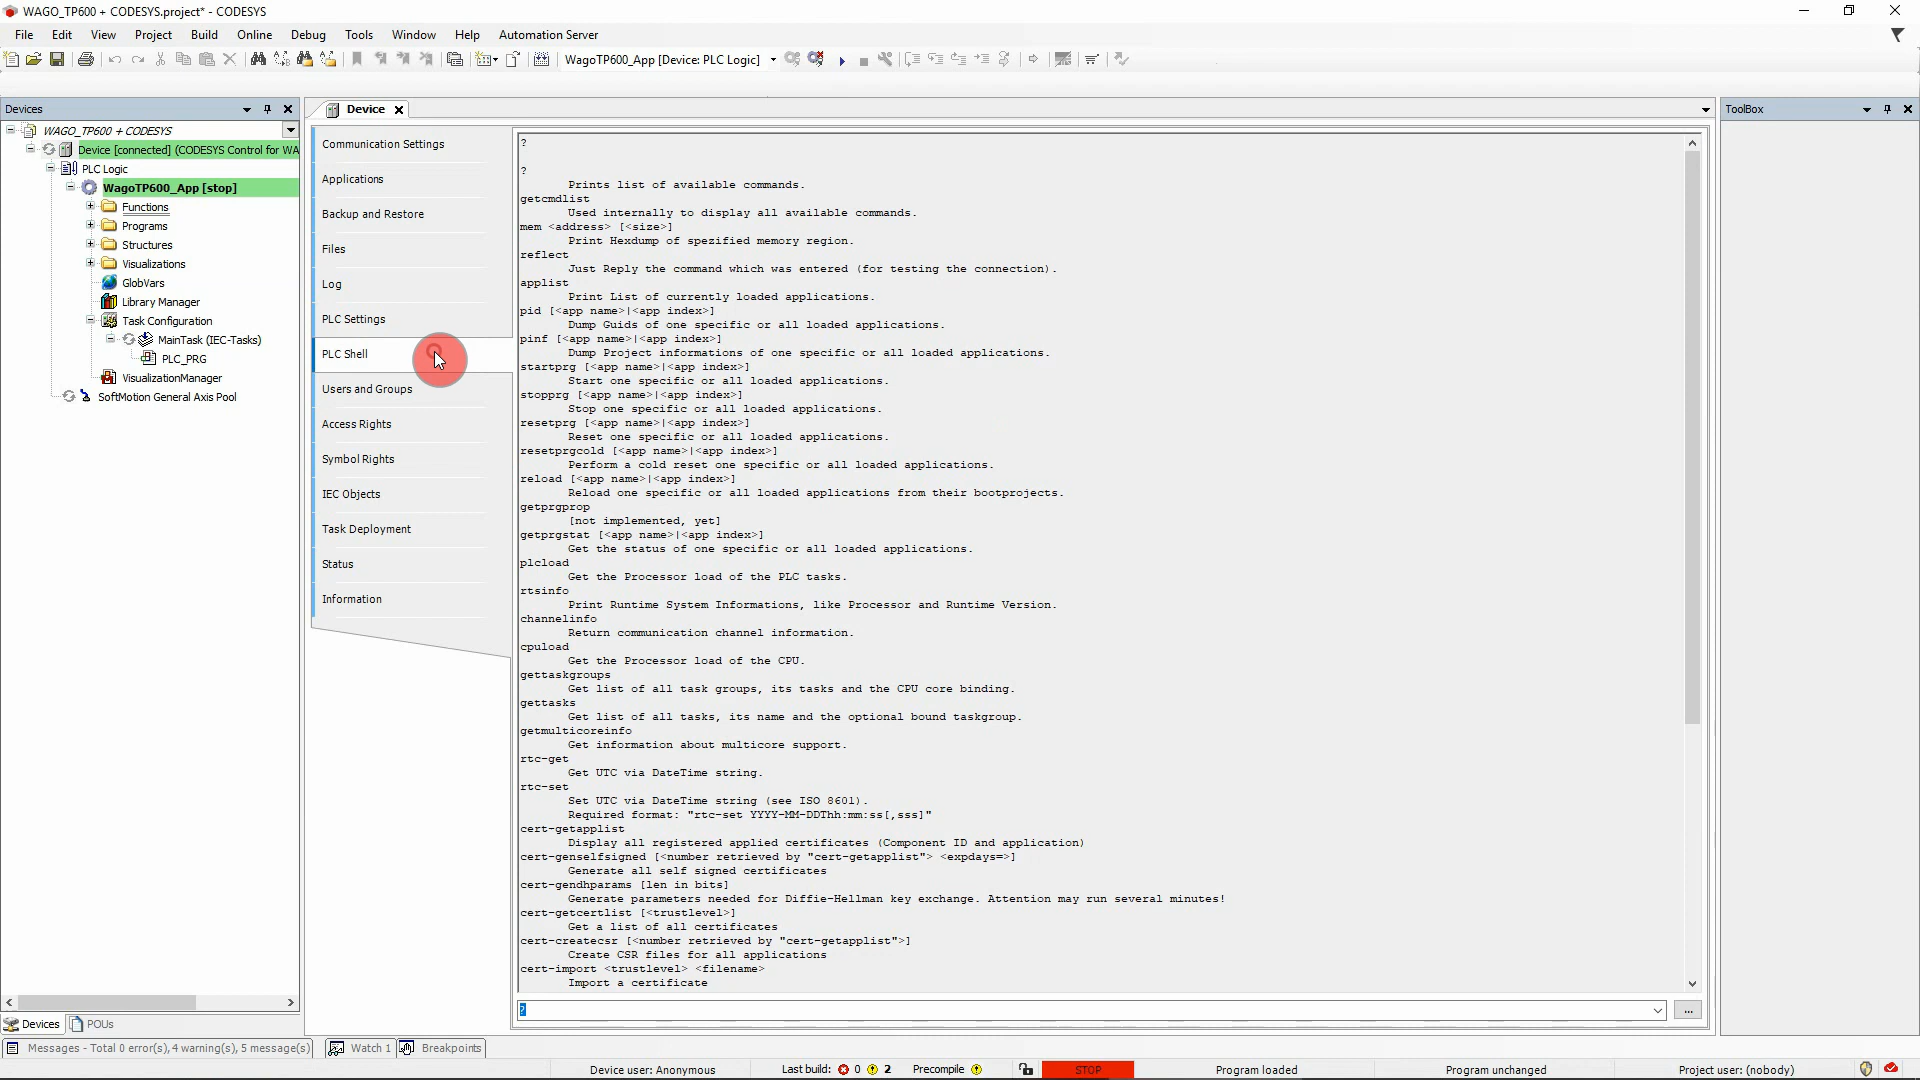 WAGO_TP600 + CODESYS.project* - CODESYS
File Edit View Project Build Online Debug Tools Window Help Automation Server
WagoTP600_App [Device: PLC Logic]
Devices
WAGO_TP600 + CODESYS
Device [connected] (CODESYS Control for WA
PLC Logic
WagoTP600_App [stop]
Functions
Programs
Structures
Visualizations
GlobVars
Library Manager
Task Configuration
MainTask (IEC-Tasks)
PLC_PRG
VisualizationManager
SoftMotion General Axis Pool
Devices POUs
Device
Communication Settings
Applications
Backup and Restore
Files
Log
PLC Settings
PLC Shell
Users and Groups
Access Rights
Symbol Rights
IEC Objects
Task Deployment
Status
Information
?
?
Prints list of available commands.
getcmdlist
Used internally to display all available commands.
mem <address> [<size>]
Print Hexdump of spezified memory region.
reflect
Just Reply the command which was entered (for testing the connection).
applist
Print List of currently loaded applications.
pid [<app name>|<app index>]
Dump Guids of one specific or all loaded applications.
pinf [<app name>|<app index>]
Dump Project informations of one specific or all loaded applications.
startprg [<app name>|<app index>]
Start one specific or all loaded applications.
stopprg [<app name>|<app index>]
Stop one specific or all loaded applications.
resetprg [<app name>|<app index>]
Reset one specific or all loaded applications.
resetprgcold [<app name>|<app index>]
Perform a cold reset one specific or all loaded applications.
reload [<app name>|<app index>]
Reload one specific or all loaded applications from their bootprojects.
getprgprop
[not implemented, yet]
getprgstat [<app name>|<app index>]
Get the status of one specific or all loaded applications.
plcload
Get the Processor load of the PLC tasks.
rtsinfo
Print Runtime System Informations, like Processor and Runtime Version.
channelinfo
Return communication channel information.
cpuload
Get the Processor load of the CPU.
gettaskgroups
Get list of all task groups, its tasks and the CPU core binding.
gettasks
Get list of all tasks, its name and the optional bound taskgroup.
getmulticoreinfo
Get information about multicore support.
rtc-get
Get UTC via DateTime string.
rtc-set
Set UTC via DateTime string (see ISO 8601).
Required format: "rtc-set YYYY-MM-DDThh:mm:ss[,sss]"
cert-getapplist
Display all registered applied certificates (Component ID and application)
cert-genselfsigned [<number retrieved by "cert-getapplist"> <expdays=>]
Generate all self signed certificates
cert-gendhparams [len in bits]
Generate parameters needed for Diffie-Hellman key exchange. Attention may run several minutes!
cert-getcertlist [<trustlevel>]
Get a list of all certificates
cert-createcsr [<number retrieved by "cert-getapplist">]
Create CSR files for all applications
cert-import <trustlevel> <filename>
Import a certificate
?
...
ToolBox
Messages - Total 0 error(s), 4 warning(s), 5 message(s) Watch 1 Breakpoints
Device user: Anonymous Last build: 0 2 Precompile STOP Program loaded Program unchanged Project user: (nobody)